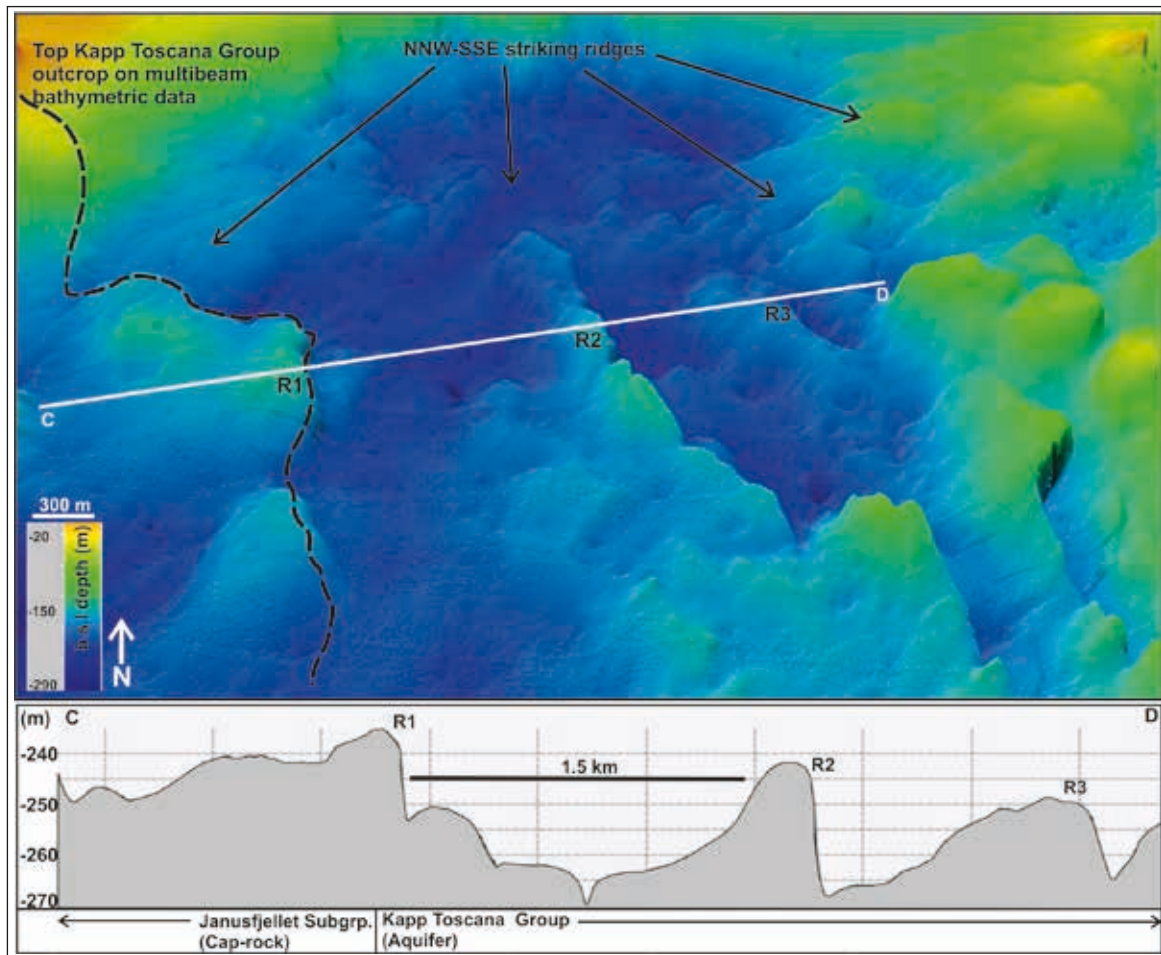 Top Kapp Toscana Group
outcrop on multibeam
bathymetric data
NNW-SSE striking ridges
D
R3
R2
R1
C
300 m
-20
-150
-290
b.s.l depth (m)
N
(m)
C
R1
D
-240
1.5 km
R2
-250
R3
-260
-270
Janusfjellet Subgrp.
(Cap-rock)
Kapp Toscana Group
(Aquifer)